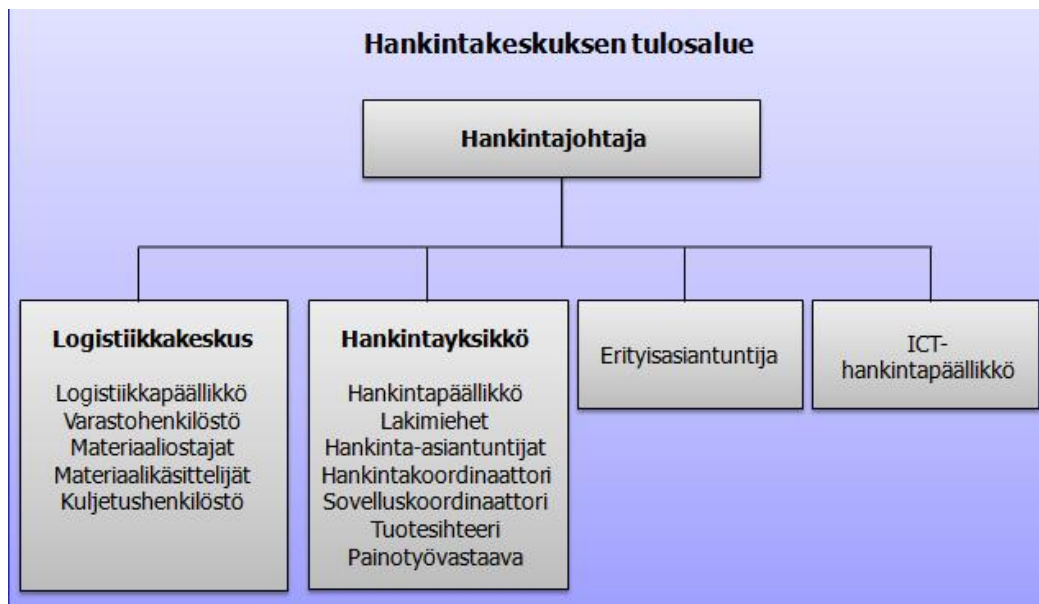 Hankintakeskuksen tulosalue
Hankintajohtaja
Logistiikkakeskus
Logistiikkapäällikkö
Varastohenkilöstö
Materiaaliostajat
Materiaalikäsittelijät
Kuljetushenkilöstö
Hankintayksikkö
Hankintapäällikkö
Lakimiehet
Hankinta-asiantuntijat
Hankintakoordinaattori
Sovelluskoordinaattori
Tuotesihteeri
Painotyövastaava
Erityisasiantuntija
ICT-
hankintapäällikkö